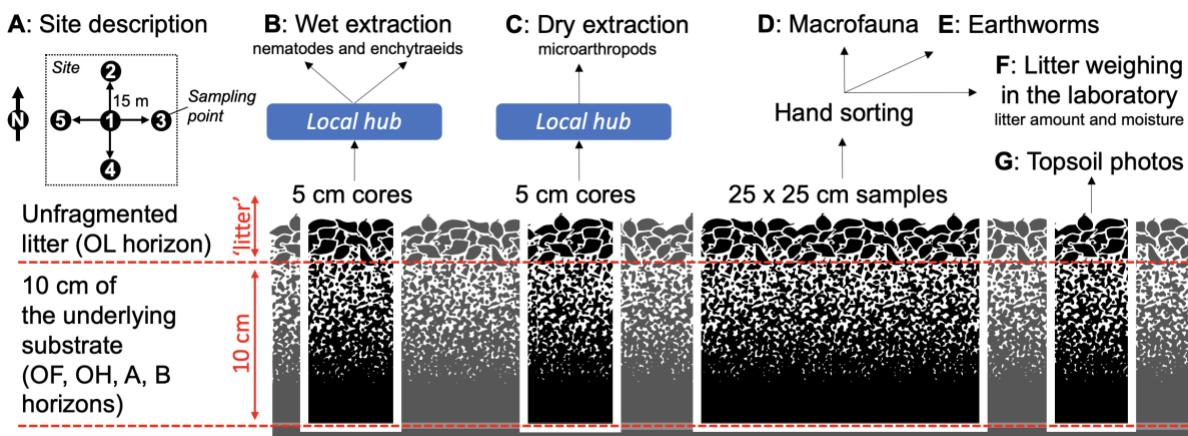 A: Site description
Site
2
15 m
Sampling
point
N
5
1
3
4
B: Wet extraction
nematodes and enchytraeids
Local hub
5 cm cores
C: Dry extraction
microarthropods
Local hub
5 cm cores
D: Macrofauna
E: Earthworms
F: Litter weighing
in the laboratory
litter amount and moisture
Hand sorting
25 x 25 cm samples
G: Topsoil photos
Unfragmented
litter (OL horizon)
'litter'
10 cm of
the underlying
substrate
(OF, OH, A, B
horizons)
10 cm